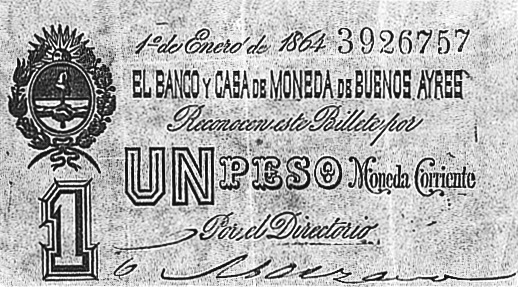 1º de Enero de 1864 3926757
EL BANCO Y CASA DE MONEDA DE BUENOS AYRES
Reconocen este Billete por
UN PESO Moneda Corriente
1
Por el Directorio